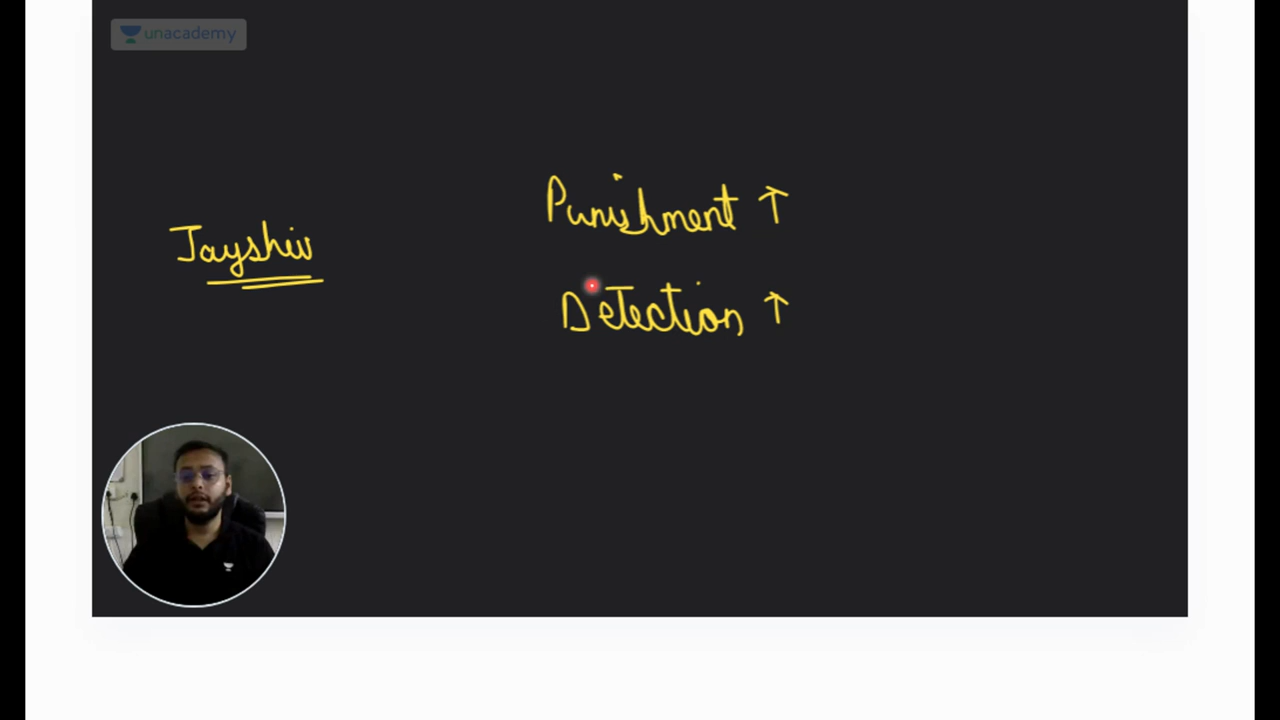 unacademy
Punishment ↑
Jayshiv
Detection ↑